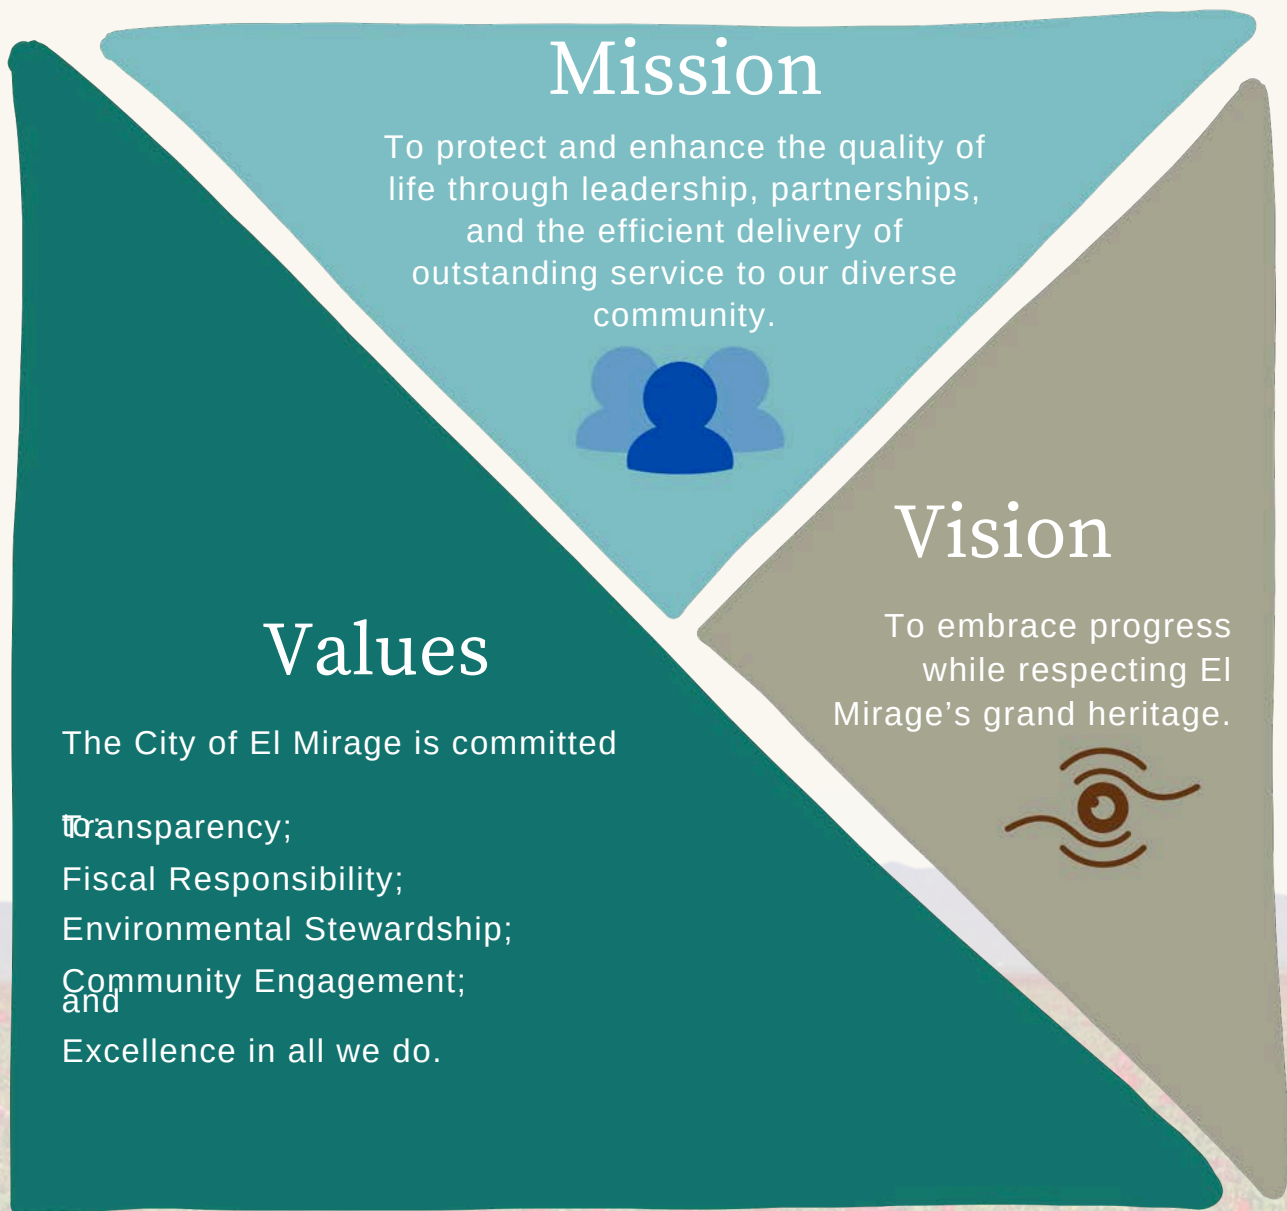 Mission
To protect and enhance the quality of
life through leadership, partnerships,
and the efficient delivery of
outstanding service to our diverse
community.
Vision
To embrace progress
while respecting El
Mirage’s grand heritage.
Values
The City of El Mirage is committed
to:
Transparency;
Fiscal Responsibility;
Environmental Stewardship;
Community Engagement;
and
Excellence in all we do.